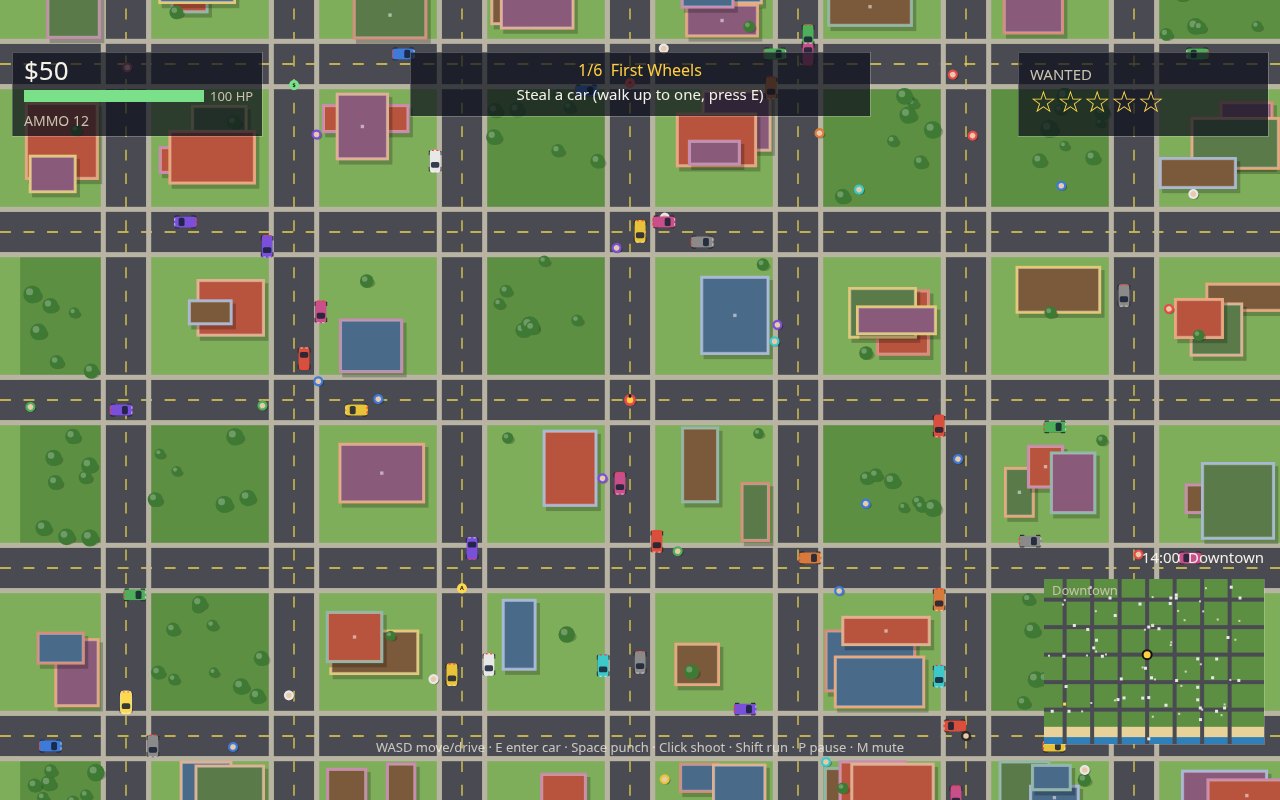 $50
100 HP
AMMO 12
1/6 First Wheels
Steal a car (walk up to one, press E)
WANTED
14:00 Downtown
Downtown
WASD move/drive · E enter car · Space punch · Click shoot · Shift run · P pause · M mute